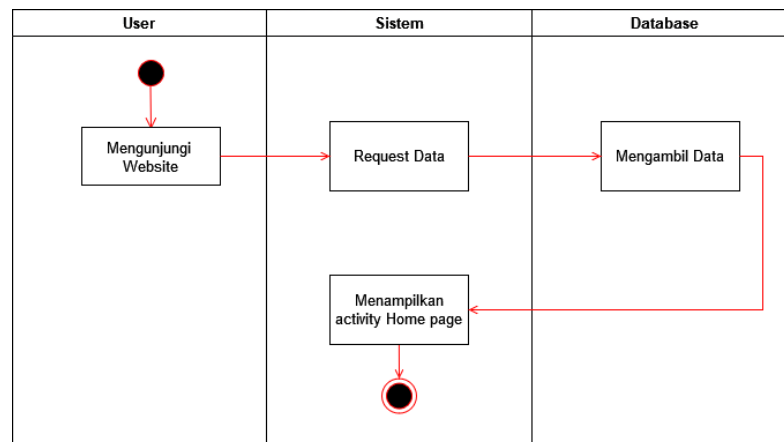 User
Sistem
Database
Mengunjungi
Website
Request Data
Mengambil Data
Menampilkan
activity Home page